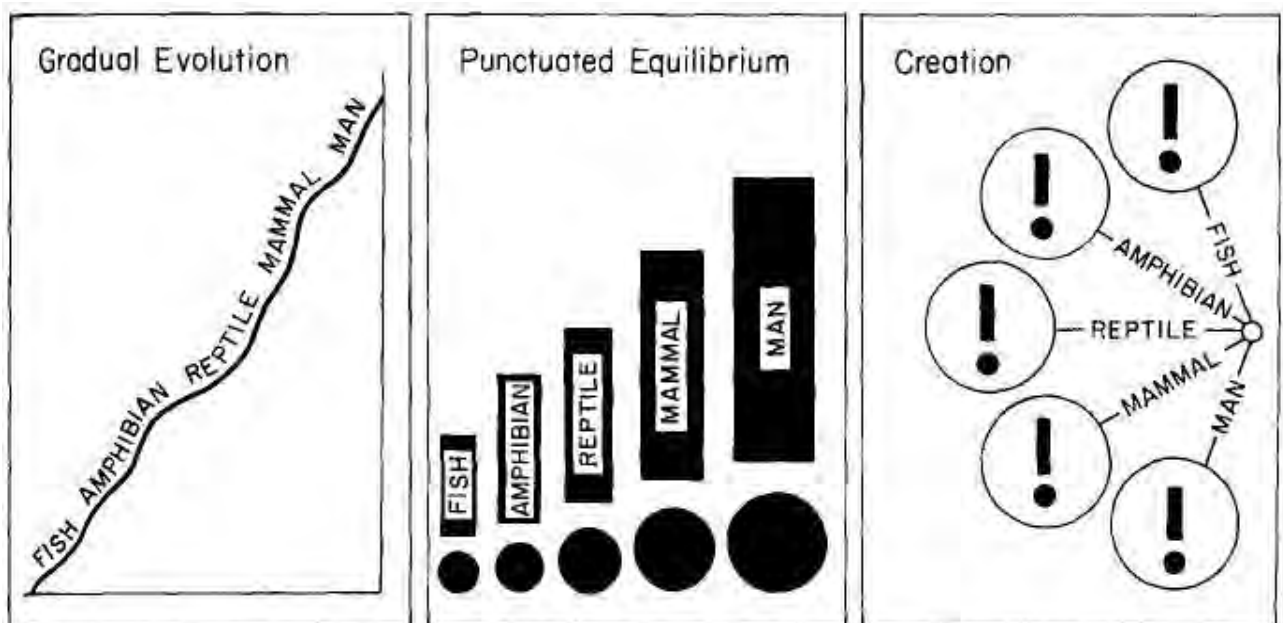 Gradual Evolution
FISH AMPHIBIAN REPTILE MAMMAL MAN
Punctuated Equilibrium
FISH
AMPHIBIAN
REPTILE
MAMMAL
MAN
Creation
FISH
AMPHIBIAN
REPTILE
MAMMAL
MAN